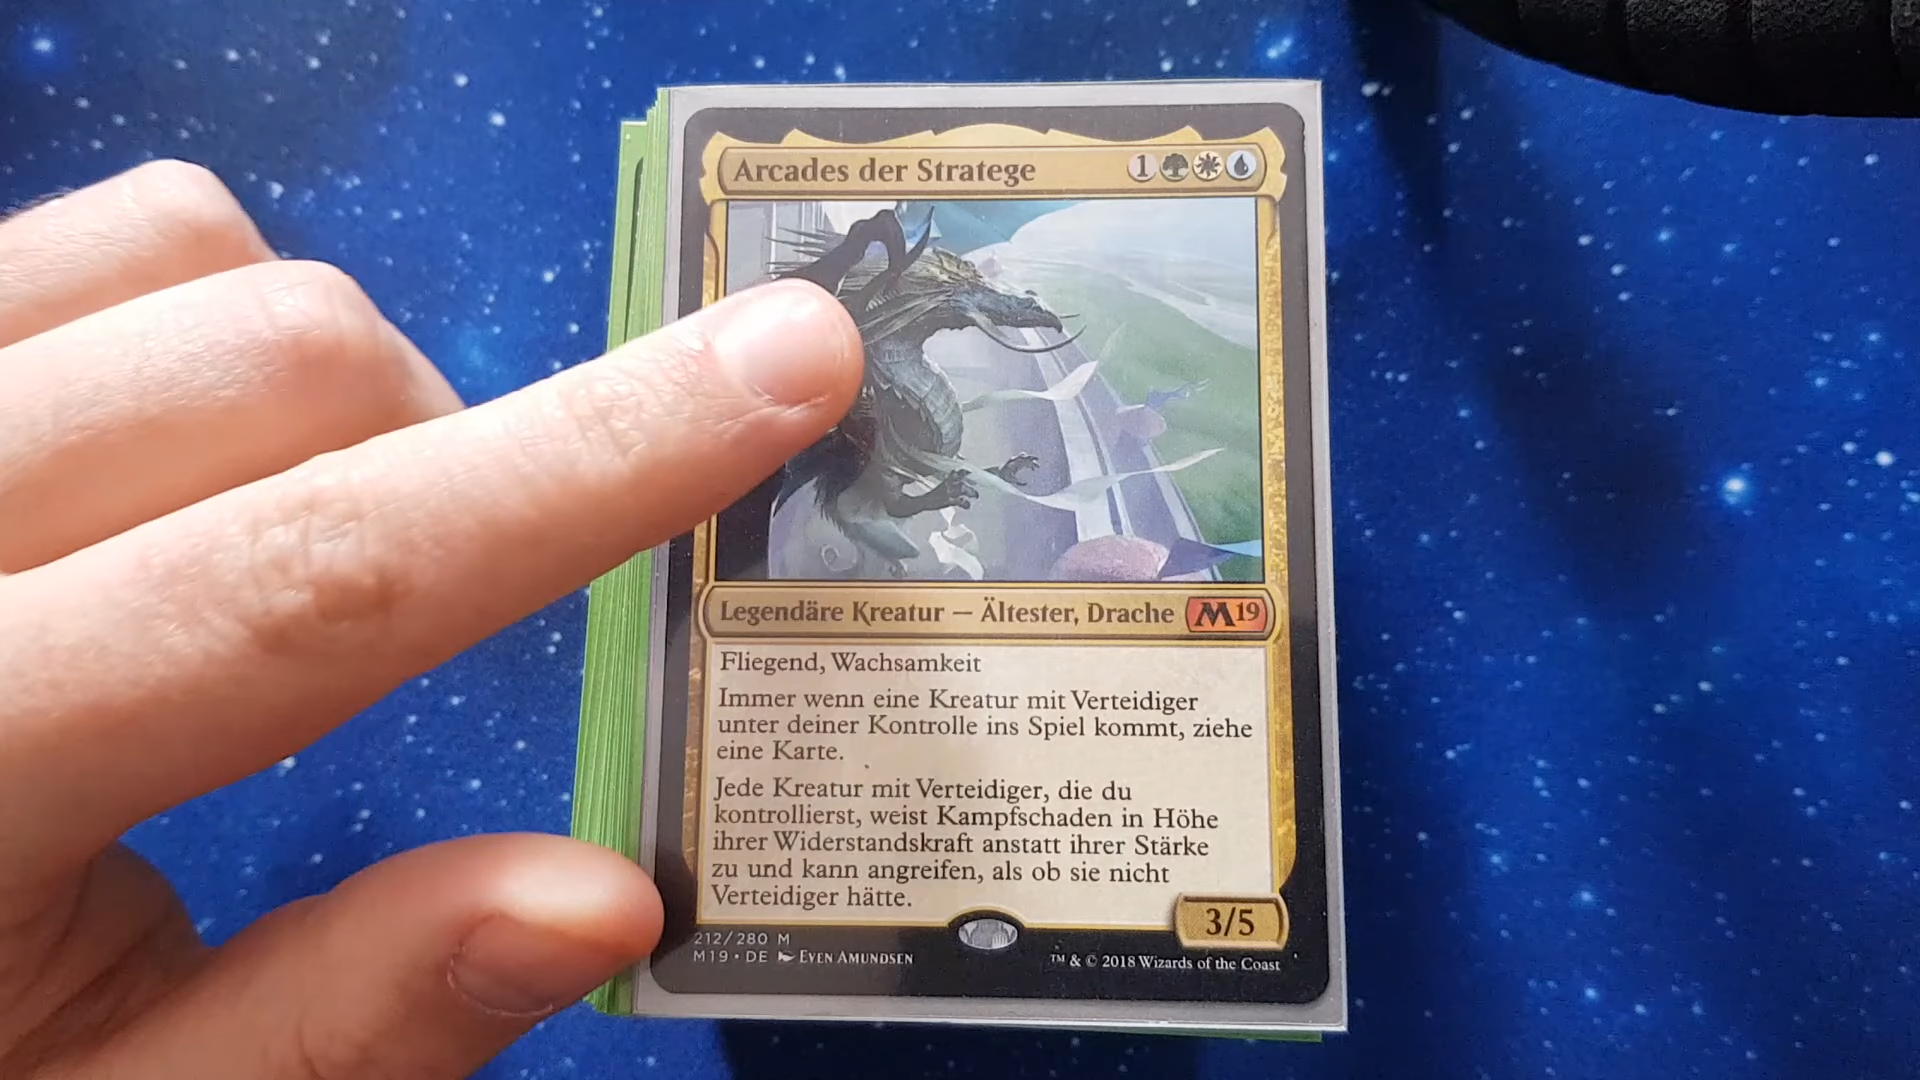 Arcades der Stratege 1
Legendäre Kreatur — Ältester, Drache M19
Fliegend, Wachsamkeit
Immer wenn eine Kreatur mit Verteidiger
unter deiner Kontrolle ins Spiel kommt, ziehe
eine Karte.
Jede Kreatur mit Verteidiger, die du
kontrollierst, weist Kampfschaden in Höhe
ihrer Widerstandskraft anstatt ihrer Stärke
zu und kann angreifen, als ob sie nicht
Verteidiger hätte.
3/5
212/280 M
M19 • DE EVEN AMUNDSEN
™ & © 2018 Wizards of the Coast